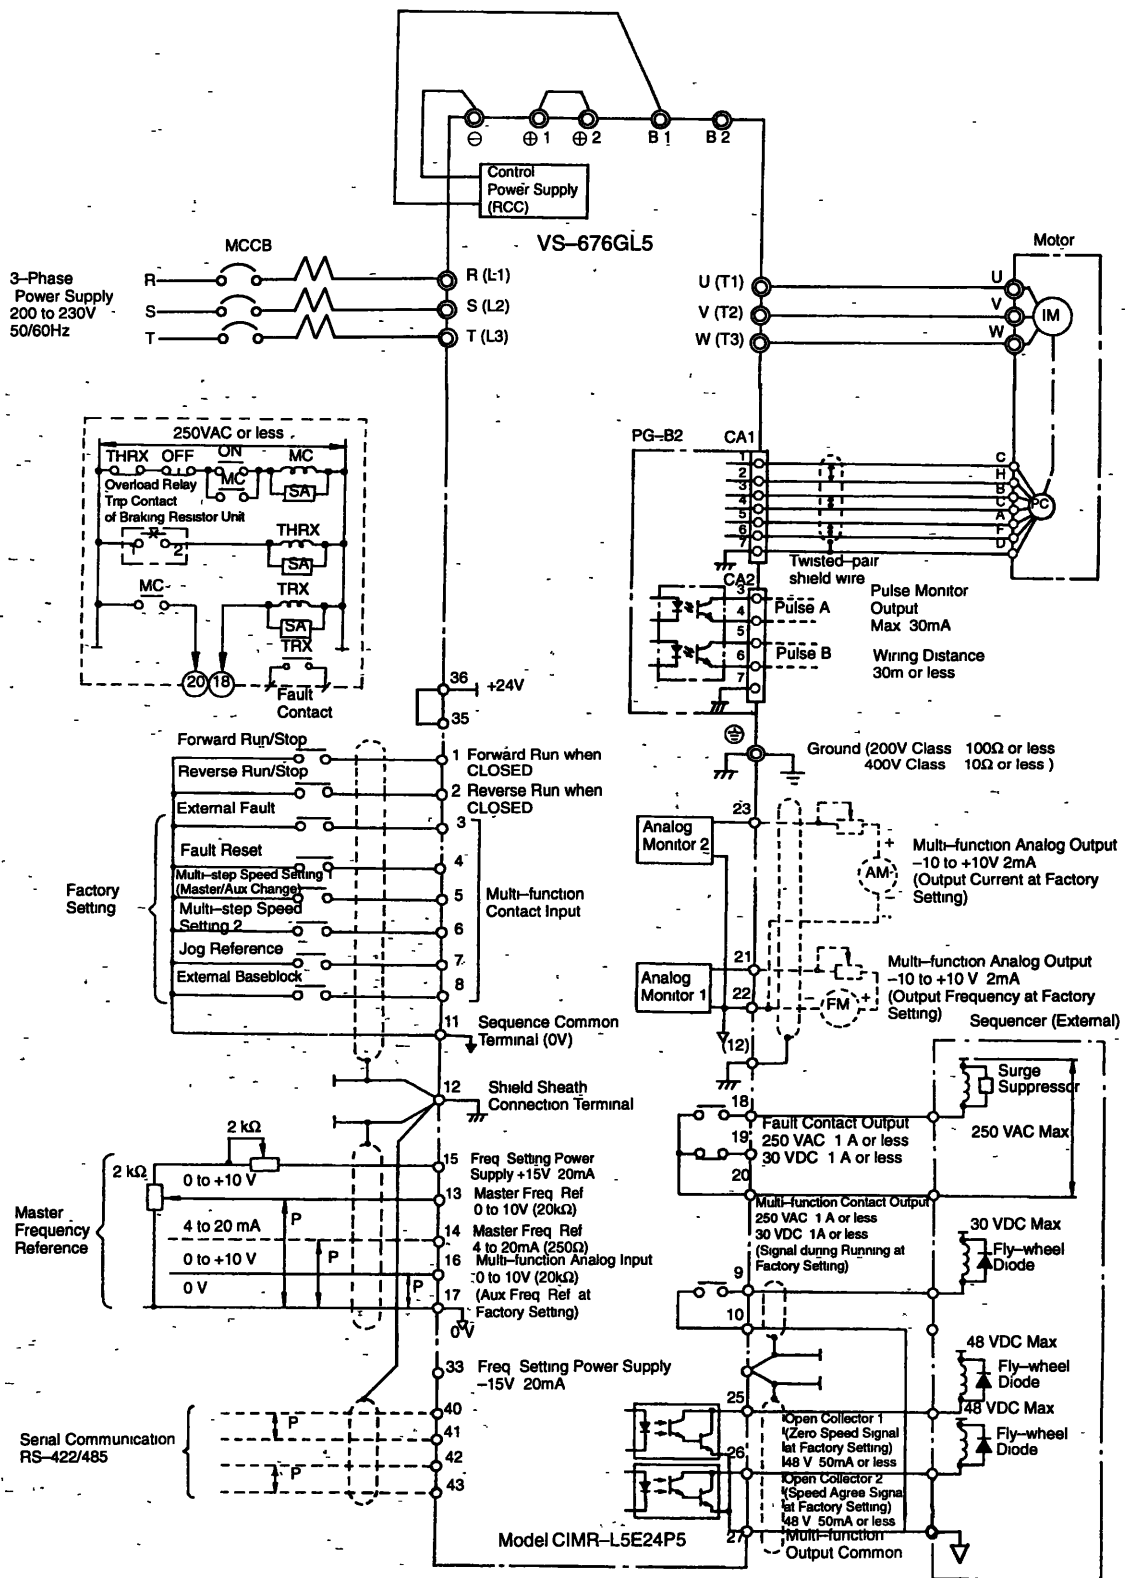 ⊖
⊕ 1
⊕ 2
B 1
B 2
Control
Power Supply
(RCC)
VS–676GL5
MCCB
Motor
3–Phase
Power Supply
200 to 230V
50/60Hz
R
S
T
R (L1)
S (L2)
T (L3)
U (T1)
V (T2)
W (T3)
U
V
W
IM
250VAC or less
THRX
OFF
ON
MC
MC
SA
Overload Relay
Trip Contact
of Braking Resistor Unit
1
2
THRX
SA
MC
TRX
SA
TRX
20
18
Fault
Contact
PG–B2
CA1
1
2
3
4
5
6
7
C
H
B
C
A
F
D
PC
Twisted–pair
shield wire
CA2
3
4
5
6
7
Pulse A
Pulse B
Pulse Monitor
Output
Max 30mA
Wiring Distance
30m or less
36
+24V
35
Ground (200V Class 100Ω or less
400V Class 10Ω or less )
Forward Run/Stop
Reverse Run/Stop
External Fault
Fault Reset
Multi–step Speed Setting 1
(Master/Aux Change)
Multi–step Speed
Setting 2
Jog Reference
External Baseblock
Factory
Setting
1 Forward Run when
CLOSED
2 Reverse Run when
CLOSED
3
4
5
6
7
8
Multi–function
Contact Input
11
Sequence Common
Terminal (0V)
12
Shield Sheath
Connection Terminal
23
Analog
Monitor 2
AM
+
–
Multi–function Analog Output
–10 to +10V 2mA
(Output Current at Factory
Setting)
21
22
Analog
Monitor 1
FM
–
+
Multi–function Analog Output
–10 to +10 V 2mA
(Output Frequency at Factory
Setting)
(12)
Sequencer (External)
Surge
Suppressor
250 VAC Max
18
19
20
Fault Contact Output
250 VAC 1 A or less
30 VDC 1 A or less
Multi–function Contact Output
250 VAC 1 A or less
30 VDC 1A or less
(Signal during Running at
Factory Setting)
9
10
30 VDC Max
Fly–wheel
Diode
48 VDC Max
Fly–wheel
Diode
48 VDC Max
Fly–wheel
Diode
2 kΩ
2 kΩ
0 to +10 V
4 to 20 mA
0 to +10 V
0 V
P
P
P
Master
Frequency
Reference
15
Freq Setting Power
Supply +15V 20mA
13
Master Freq Ref
0 to 10V (20kΩ)
14
Master Freq Ref
4 to 20mA (250Ω)
16
Multi–function Analog Input
0 to 10V (20kΩ)
(Aux Freq Ref at
Factory Setting)
17
0V
33
Freq Setting Power Supply
–15V 20mA
40
41
42
43
P
P
Serial Communication
RS–422/485
25
Open Collector 1
(Zero Speed Signal
at Factory Setting)
48 V 50mA or less
26
Open Collector 2
(Speed Agree Signal
at Factory Setting)
48 V 50mA or less
27
Multi–function
Output Common
Model CIMR–L5E24P5